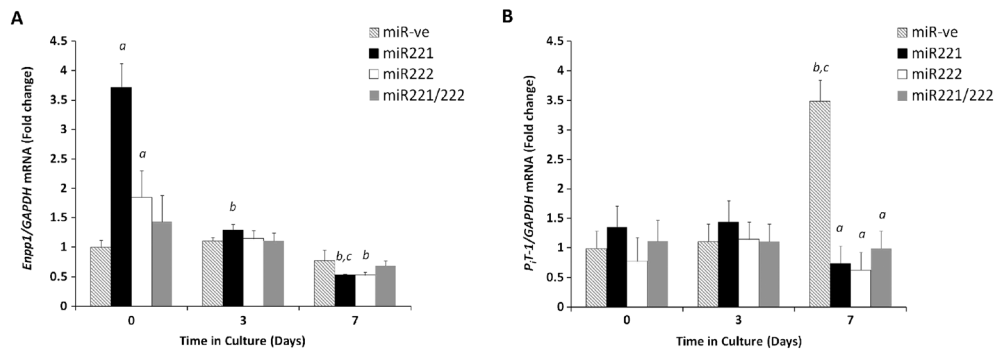 A
miR-ve
miR221
miR222
miR221/222
Enpp1/GAPDH mRNA (Fold change)
4.5
4
3.5
3
2.5
2
1.5
1
0.5
0
a
a
b
b,c
b
0 3 7
Time in Culture (Days)
B
miR-ve
miR221
miR222
miR221/222
PiT-1/GAPDH mRNA (Fold change)
4.5
4
3.5
3
2.5
2
1.5
1
0.5
0
b,c
a
a
a
0 3 7
Time in Culture (Days)